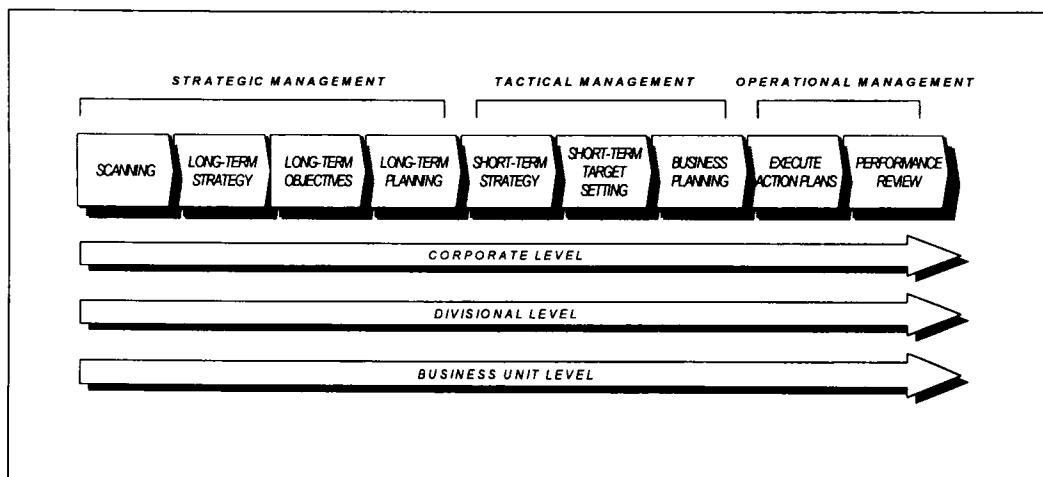 STRATEGIC MANAGEMENT
TACTICAL MANAGEMENT
OPERATIONAL MANAGEMENT
SCANNING
LONG-TERM
STRATEGY
LONG-TERM
OBJECTIVES
LONG-TERM
PLANNING
SHORT-TERM
STRATEGY
SHORT-TERM
TARGET
SETTING
BUSINESS
PLANNING
EXECUTE
ACTION PLANS
PERFORMANCE
REVIEW
CORPORATE LEVEL
DIVISIONAL LEVEL
BUSINESS UNIT LEVEL